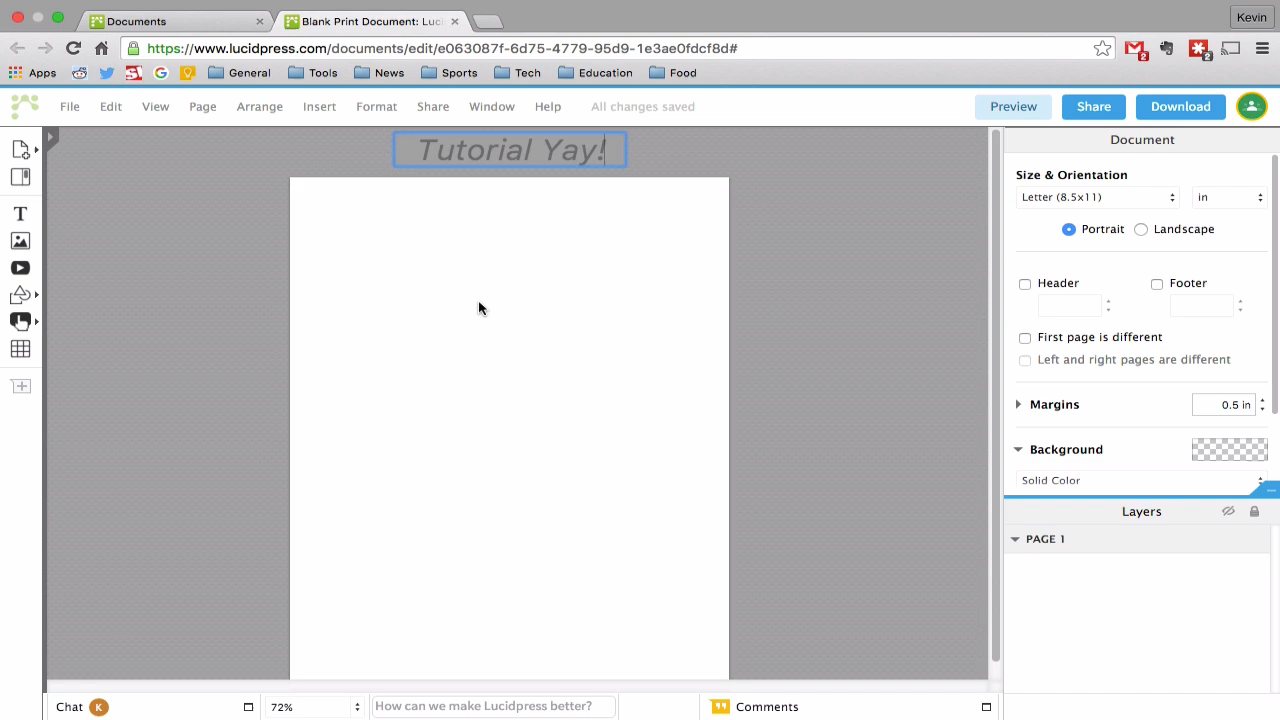 Documents
Blank Print Document: Luci
Kevin
https://www.lucidpress.com/documents/edit/e063087f-6d75-4779-95d9-1e3ae0fdcf8d#
2
2
Apps General Tools News Sports Tech Education Food
File Edit View Page Arrange Insert Format Share Window Help All changes saved Preview Share Download
Tutorial Yay!
T
Document
Size & Orientation
Letter (8.5x11) in
Portrait Landscape
Header Footer
First page is different
Left and right pages are different
Margins 0.5 in
Background
Solid Color
Layers
PAGE 1
Chat K 72% How can we make Lucidpress better? Comments